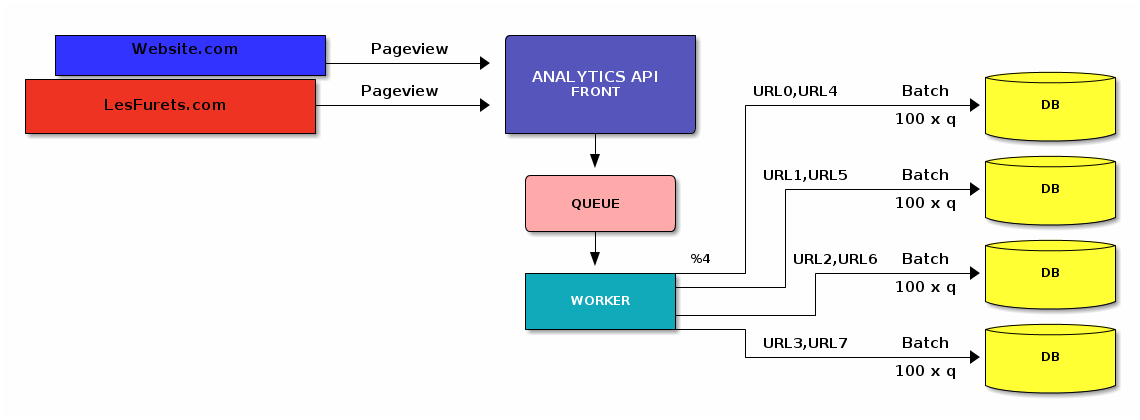 Website.com
Pageview
LesFurets.com
Pageview
ANALYTICS API
FRONT
QUEUE
WORKER
%4
URL0,URL4
Batch
100 x q
DB
URL1,URL5
Batch
100 x q
DB
URL2,URL6
Batch
100 x q
DB
URL3,URL7
Batch
100 x q
DB